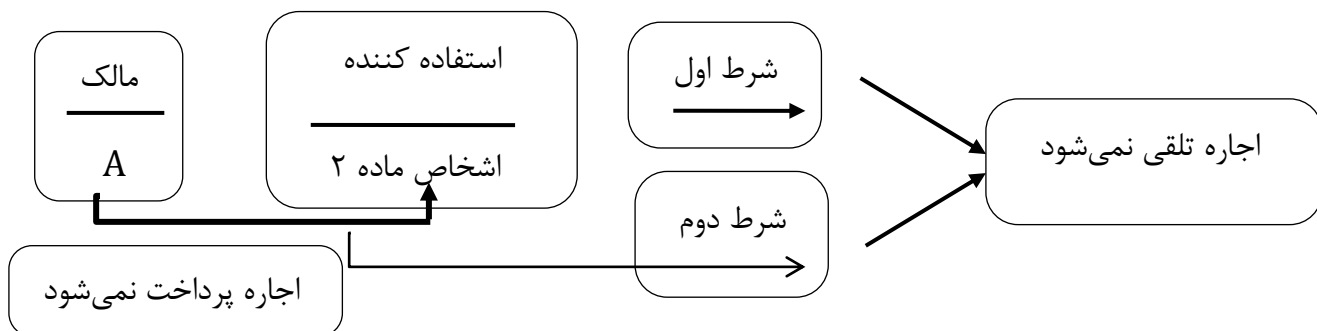 مالک
A
استفاده کننده
اشخاص ماده ۲
شرط اول
شرط دوم
اجاره تلقی نمی‌شود
اجاره پرداخت نمی‌شود